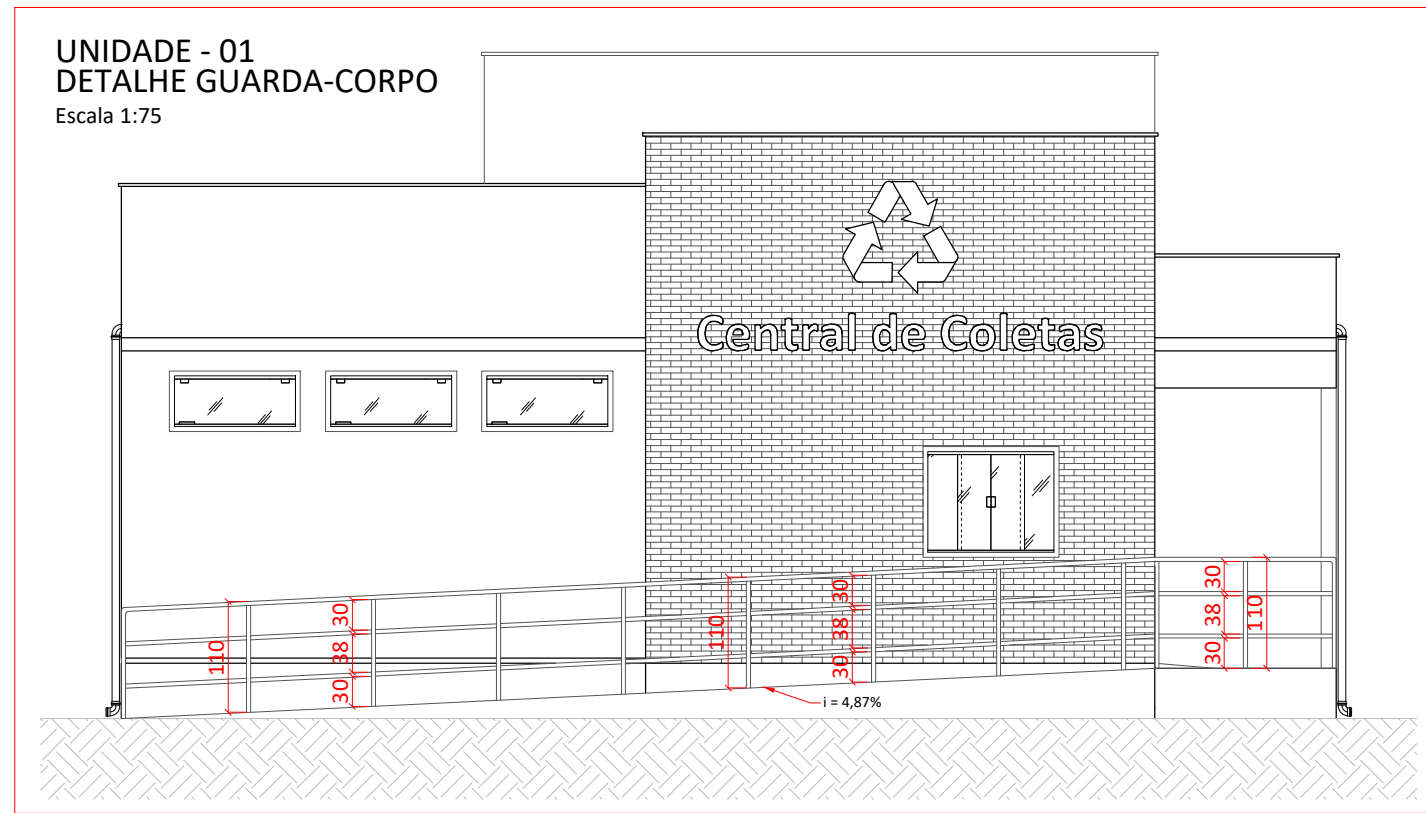 UNIDADE - 01
DETALHE GUARDA-CORPO
Escala 1:75
Central de Coletas
110
30
38
30
110
30
38
30
30
38
30
110
i = 4,87%